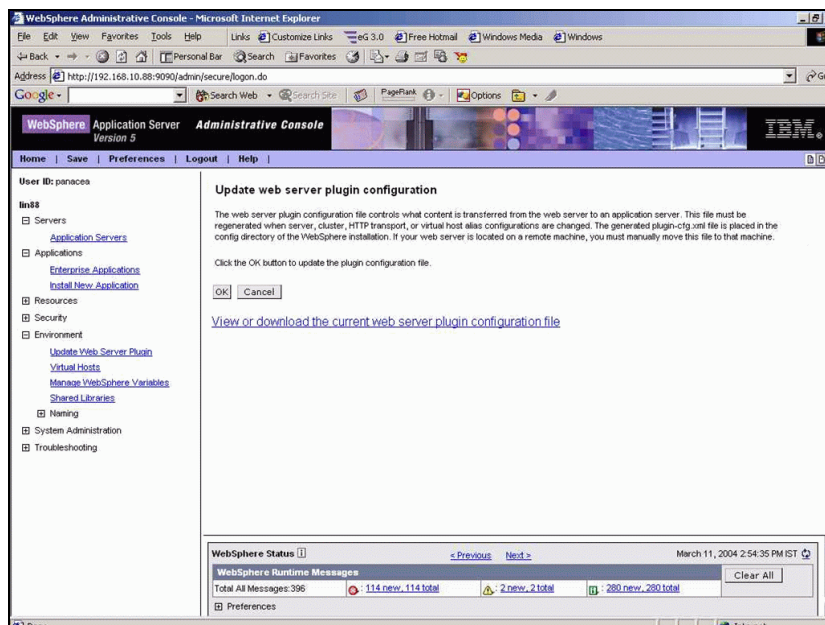 WebSphere Administrative Console - Microsoft Internet Explorer
File Edit View Favorites Tools Help
Links Customize Links eG 3.0 Free Hotmail Windows Media Windows
Back Personal Bar Search Favorites
Address http://192.168.10.88:9090/admin/secure/logon.do
Google Search Web Search Site PageRank Options
WebSphere Application Server Administrative Console
Version 5
IBM
Home | Save | Preferences | Logout | Help |
User ID: panacea
lin88
Servers
Application Servers
Applications
Enterprise Applications
Install New Application
Resources
Security
Environment
Update Web Server Plugin
Virtual Hosts
Manage WebSphere Variables
Shared Libraries
Naming
System Administration
Troubleshooting
Update web server plugin configuration
The web server plugin configuration file controls what content is transferred from the web server to an application server. This file must be
regenerated when server, cluster, HTTP transport, or virtual host alias configurations are changed. The generated plugin-cfg.xml file is placed in the
config directory of the WebSphere installation. If your web server is located on a remote machine, you must manually move this file to that machine.
Click the OK button to update the plugin configuration file.
OK Cancel
View or download the current web server plugin configuration file
WebSphere Status < Previous Next > March 11, 2004 2:54:35 PM IST
WebSphere Runtime Messages
Clear All
Total All Messages:396 : 114 new, 114 total : 2 new, 2 total : 280 new, 280 total
Preferences